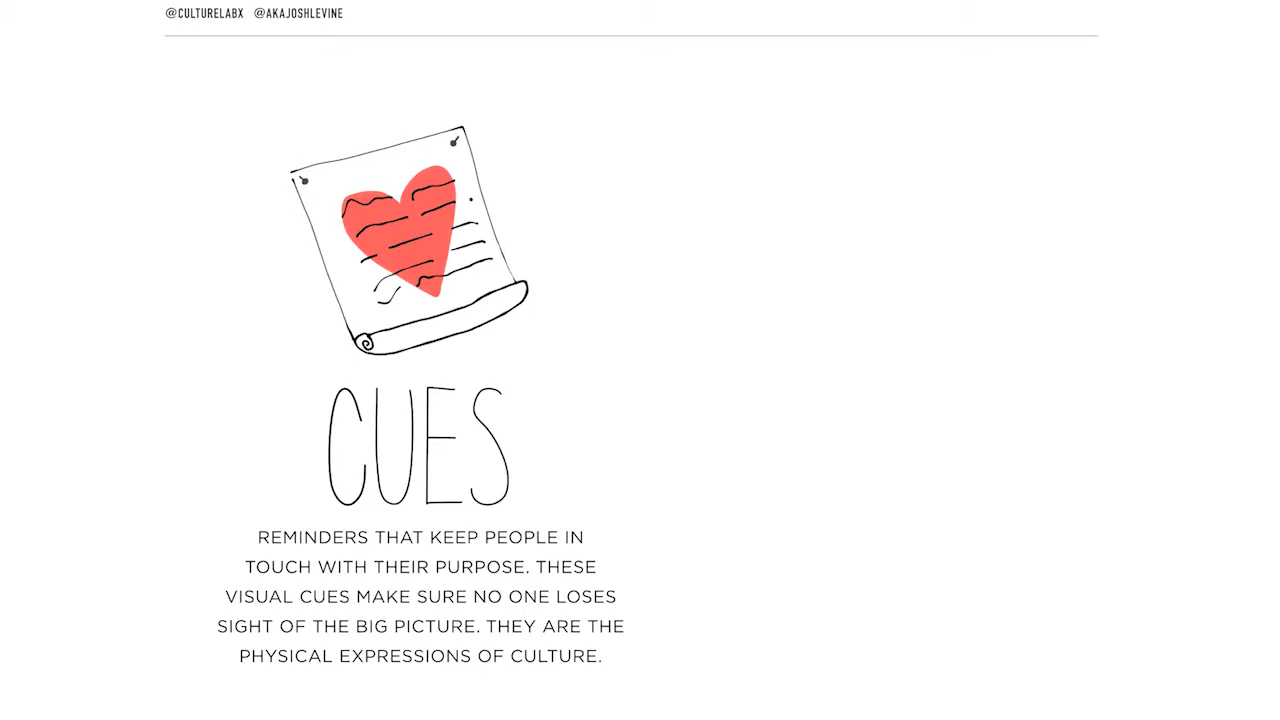 @CULTURELABX @AKAJOSHLEVINE
CUES
REMINDERS THAT KEEP PEOPLE IN
TOUCH WITH THEIR PURPOSE. THESE
VISUAL CUES MAKE SURE NO ONE LOSES
SIGHT OF THE BIG PICTURE. THEY ARE THE
PHYSICAL EXPRESSIONS OF CULTURE.